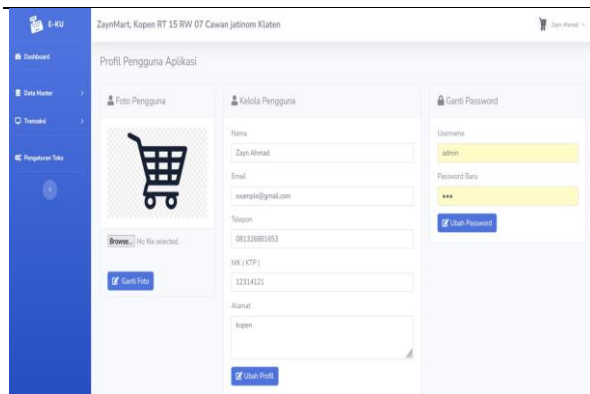 E-KU
ZaynMart, Kopen RT 15 RW 07 Cawan jatinom Klaten
Zayn Ahmad
Dashboard
Data Master
Transaksi
Pengaturan Toko
Profil Pengguna Aplikasi
Foto Pengguna
Browse... No file selected.
Ganti Foto
Kelola Pengguna
Nama
Zayn Ahmad
Email
example@gmail.com
Telepon
081326881653
NIK ( KTP )
12314121
Alamat
kopen
Ubah Profil
Ganti Password
Username
admin
Password Baru
•••
Ubah Password